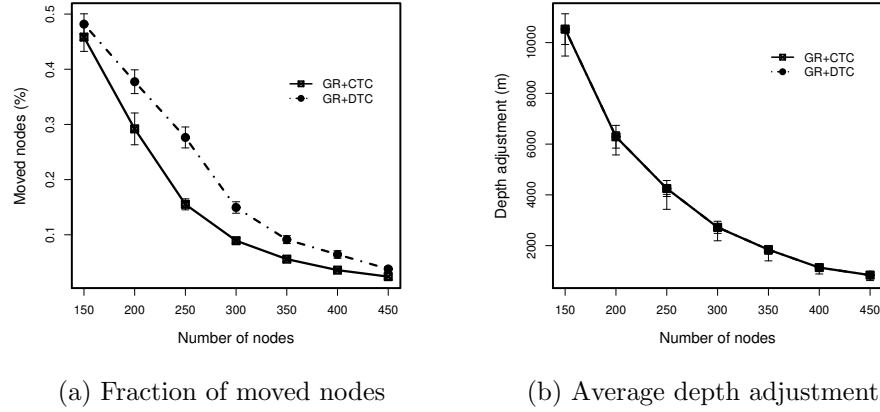 0.5
0.4
0.3
0.2
0.1
Moved nodes (%)
GR+CTC
GR+DTC
150 200 250 300 350 400 450
Number of nodes
(a) Fraction of moved nodes
10000
8000
6000
4000
2000
Depth adjustment (m)
GR+CTC
GR+DTC
150 200 250 300 350 400 450
Number of nodes
(b) Average depth adjustment